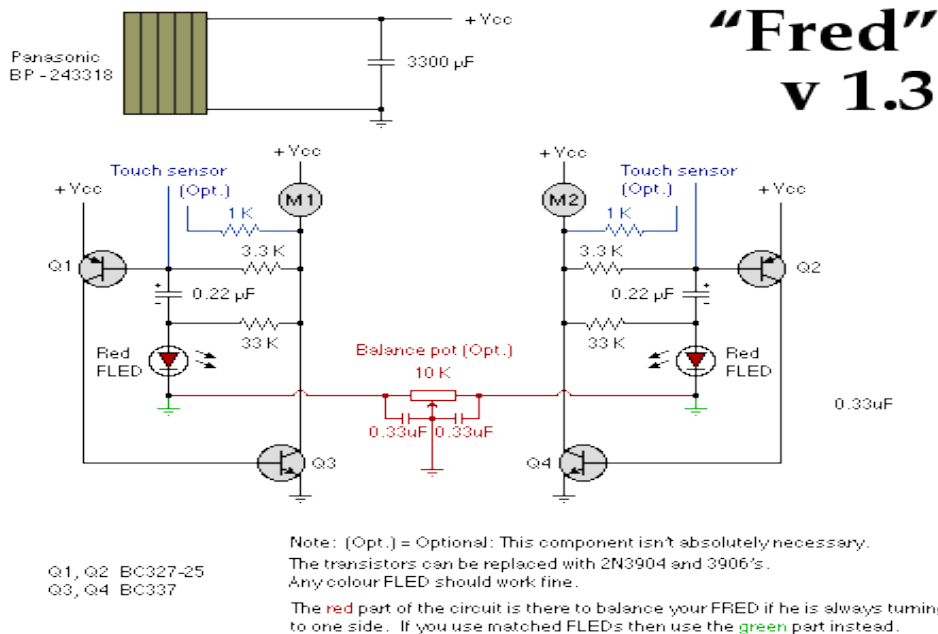 “Fred”
v 1.3
+ Vcc
Panasonic
BP - 243318
3300 µF
+ Vcc
+ Vcc
Touch sensor
(Opt.)
Touch sensor
(Opt.)
+ Vcc
+ Vcc
M1
M2
1 K
1 K
3.3 K
3.3 K
Q1
Q2
+
-
0.22 µF
0.22 µF
+
-
33 K
33 K
Red
FLED
Balance pot (Opt.)
10 K
Red
FLED
0.33uF
0.33uF
0.33uF
Q3
Q4
Note: (Opt.) = Optional: This component isn't absolutely necessary.
The transistors can be replaced with 2N3904 and 3906's.
Any colour FLED should work fine.
Q1, Q2 BC327-25
Q3, Q4 BC337
The red part of the circuit is there to balance your FRED if he is always turning
to one side. If you use matched FLEDs then use the green part instead.